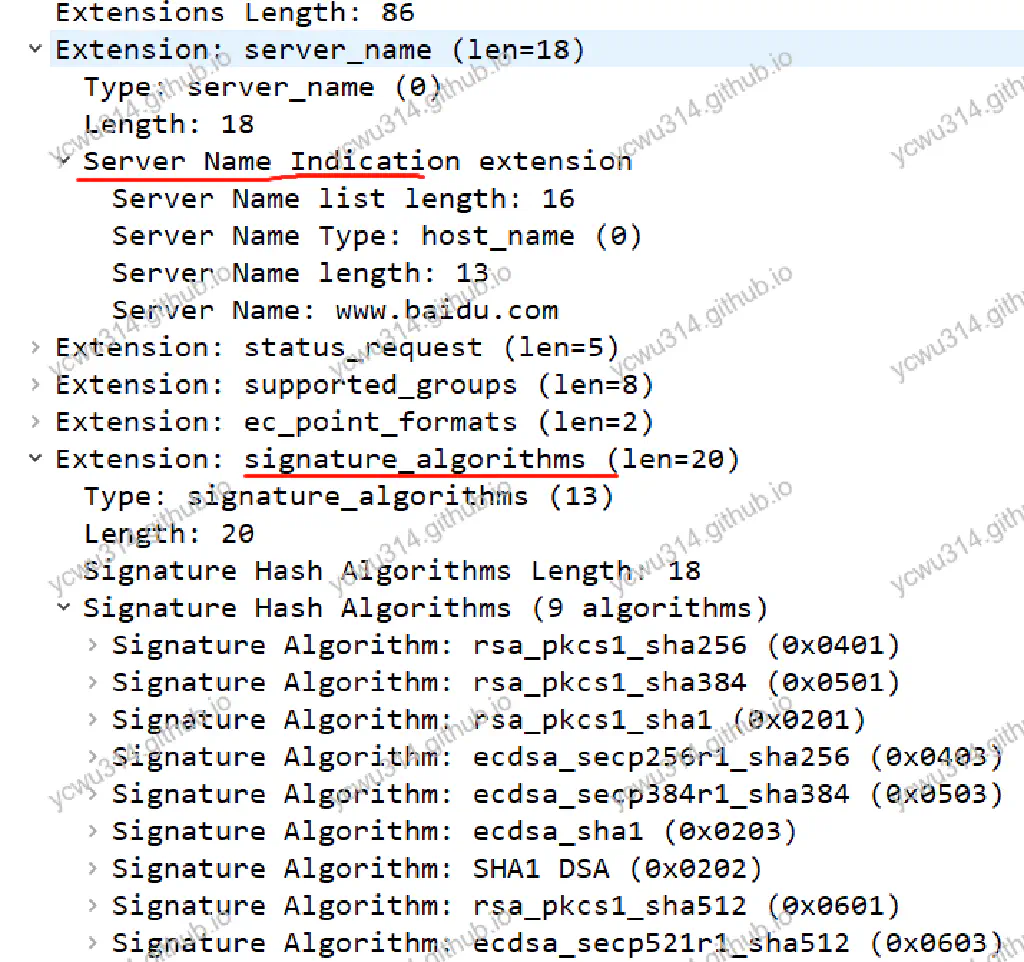 Extensions Length: 86
Extension: server_name (len=18)
Type: server_name (0)
Length: 18
Server Name Indication extension
Server Name list length: 16
Server Name Type: host_name (0)
Server Name length: 13
Server Name: www.baidu.com
Extension: status_request (len=5)
Extension: supported_groups (len=8)
Extension: ec_point_formats (len=2)
Extension: signature_algorithms (len=20)
Type: signature_algorithms (13)
Length: 20
Signature Hash Algorithms Length: 18
Signature Hash Algorithms (9 algorithms)
Signature Algorithm: rsa_pkcs1_sha256 (0x0401)
Signature Algorithm: rsa_pkcs1_sha384 (0x0501)
Signature Algorithm: rsa_pkcs1_sha1 (0x0201)
Signature Algorithm: ecdsa_secp256r1_sha256 (0x0403)
Signature Algorithm: ecdsa_secp384r1_sha384 (0x0503)
Signature Algorithm: ecdsa_sha1 (0x0203)
Signature Algorithm: SHA1 DSA (0x0202)
Signature Algorithm: rsa_pkcs1_sha512 (0x0601)
Signature Algorithm: ecdsa_secp521r1_sha512 (0x0603)
ycwu314.github.io